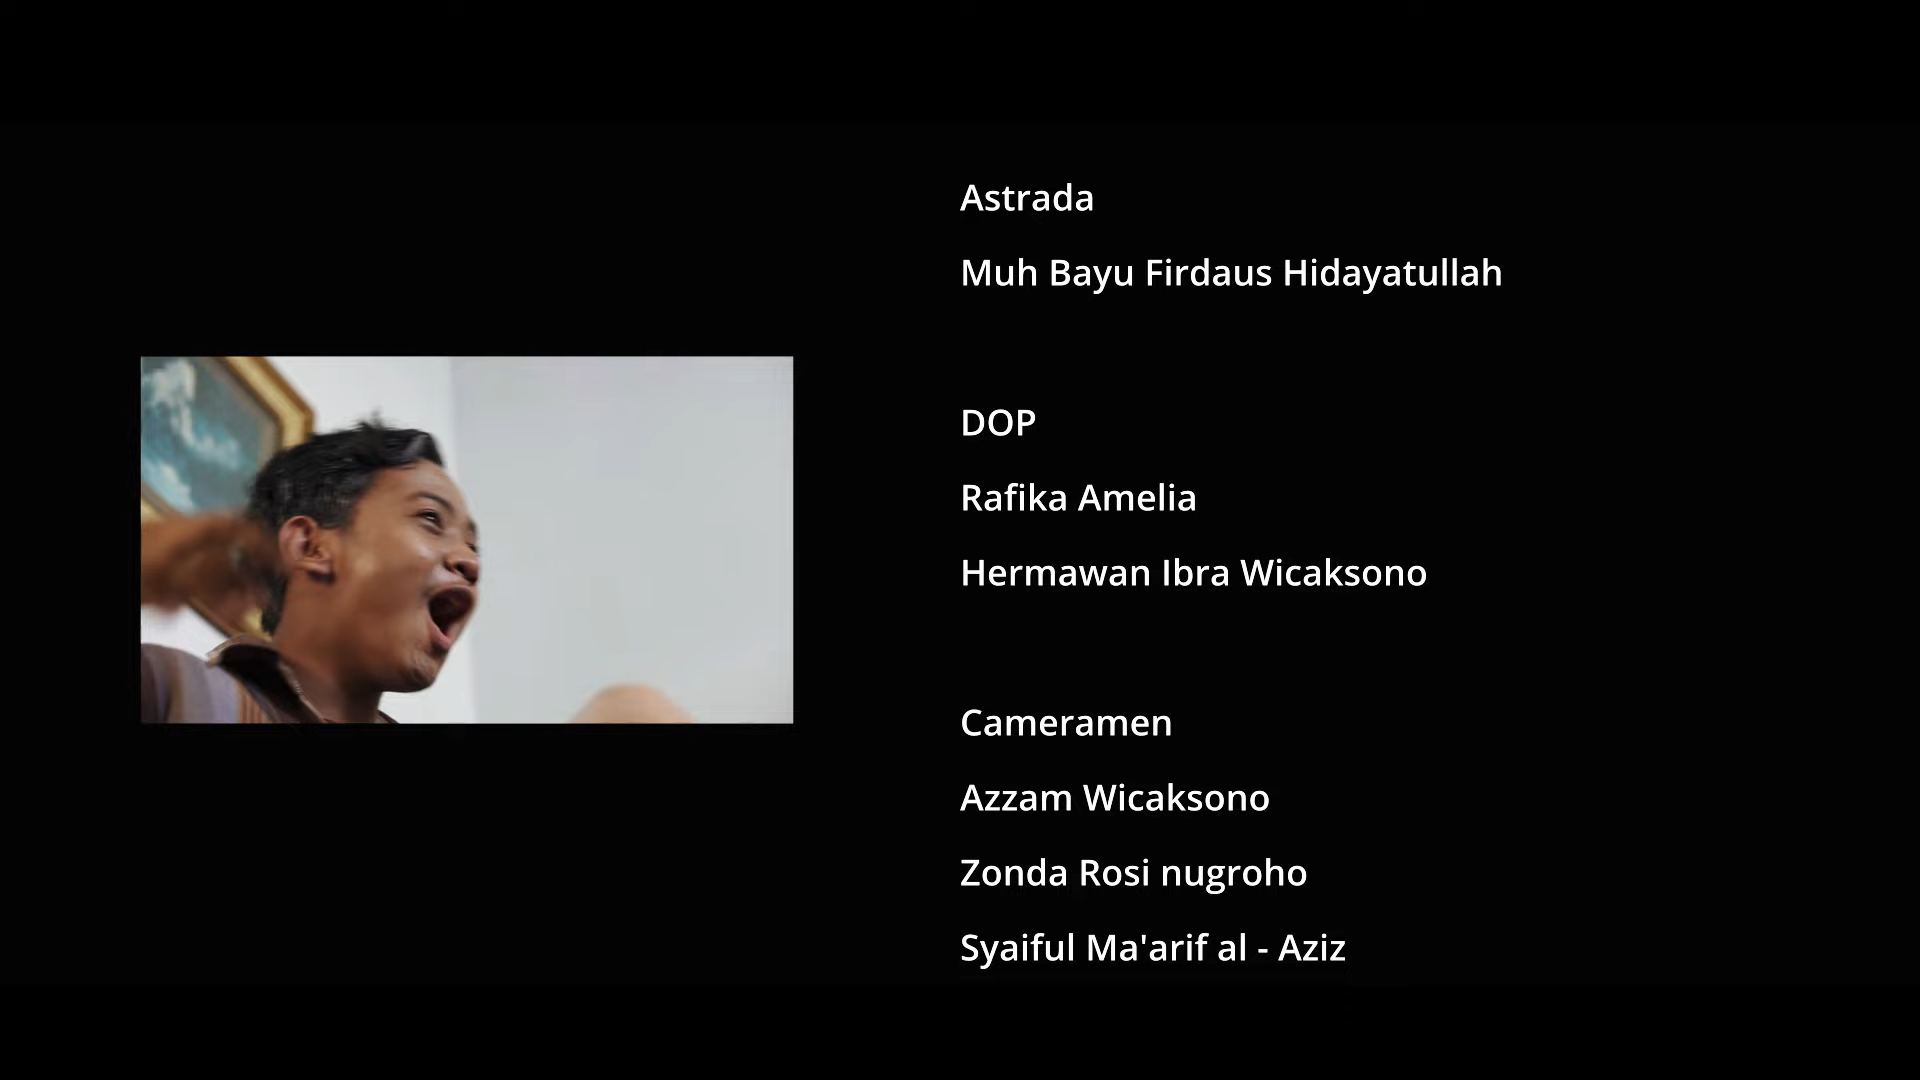 Astrada
Muh Bayu Firdaus Hidayatullah
DOP
Rafika Amelia
Hermawan Ibra Wicaksono
Cameramen
Azzam Wicaksono
Zonda Rosi nugroho
Syaiful Ma'arif al - Aziz